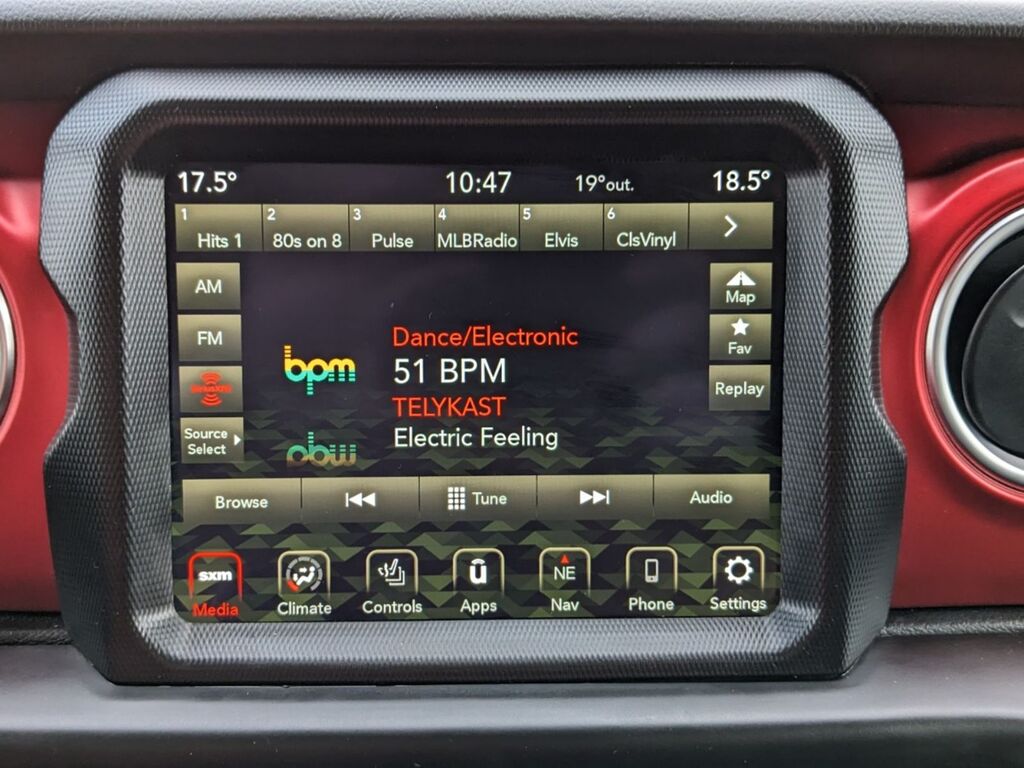 17.5° 10:47 19°out. 18.5°
1 2 3 4 5 6
Hits 1 80s on 8 Pulse MLBRadio Elvis ClsVinyl
AM
Map
FM
Fav
SiriusXM
Replay
Source
Select
bpm
Dance/Electronic
51 BPM
TELYKAST
Electric Feeling
Browse Tune Audio
sxm
Media
Climate
Controls
u
Apps
NE
Nav
Phone
Settings